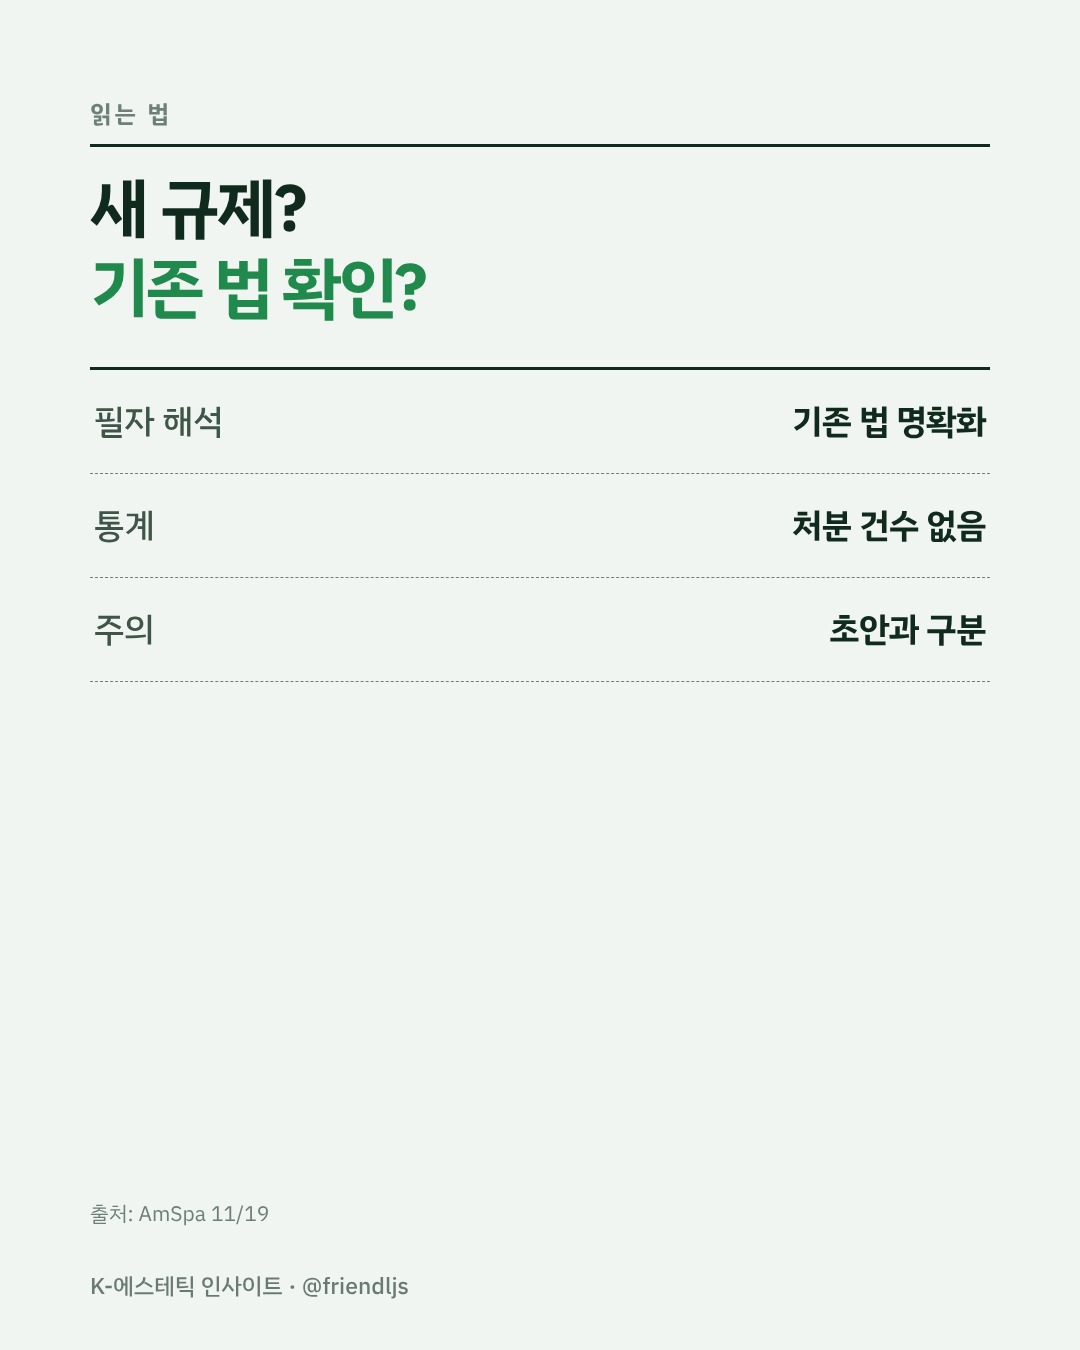 읽는 법
새 규제?
기존 법 확인?
필자 해석 기존 법 명확화
통계 처분 건수 없음
주의 초안과 구분
출처: AmSpa 11/19
K-에스테틱 인사이트 · @friendljs